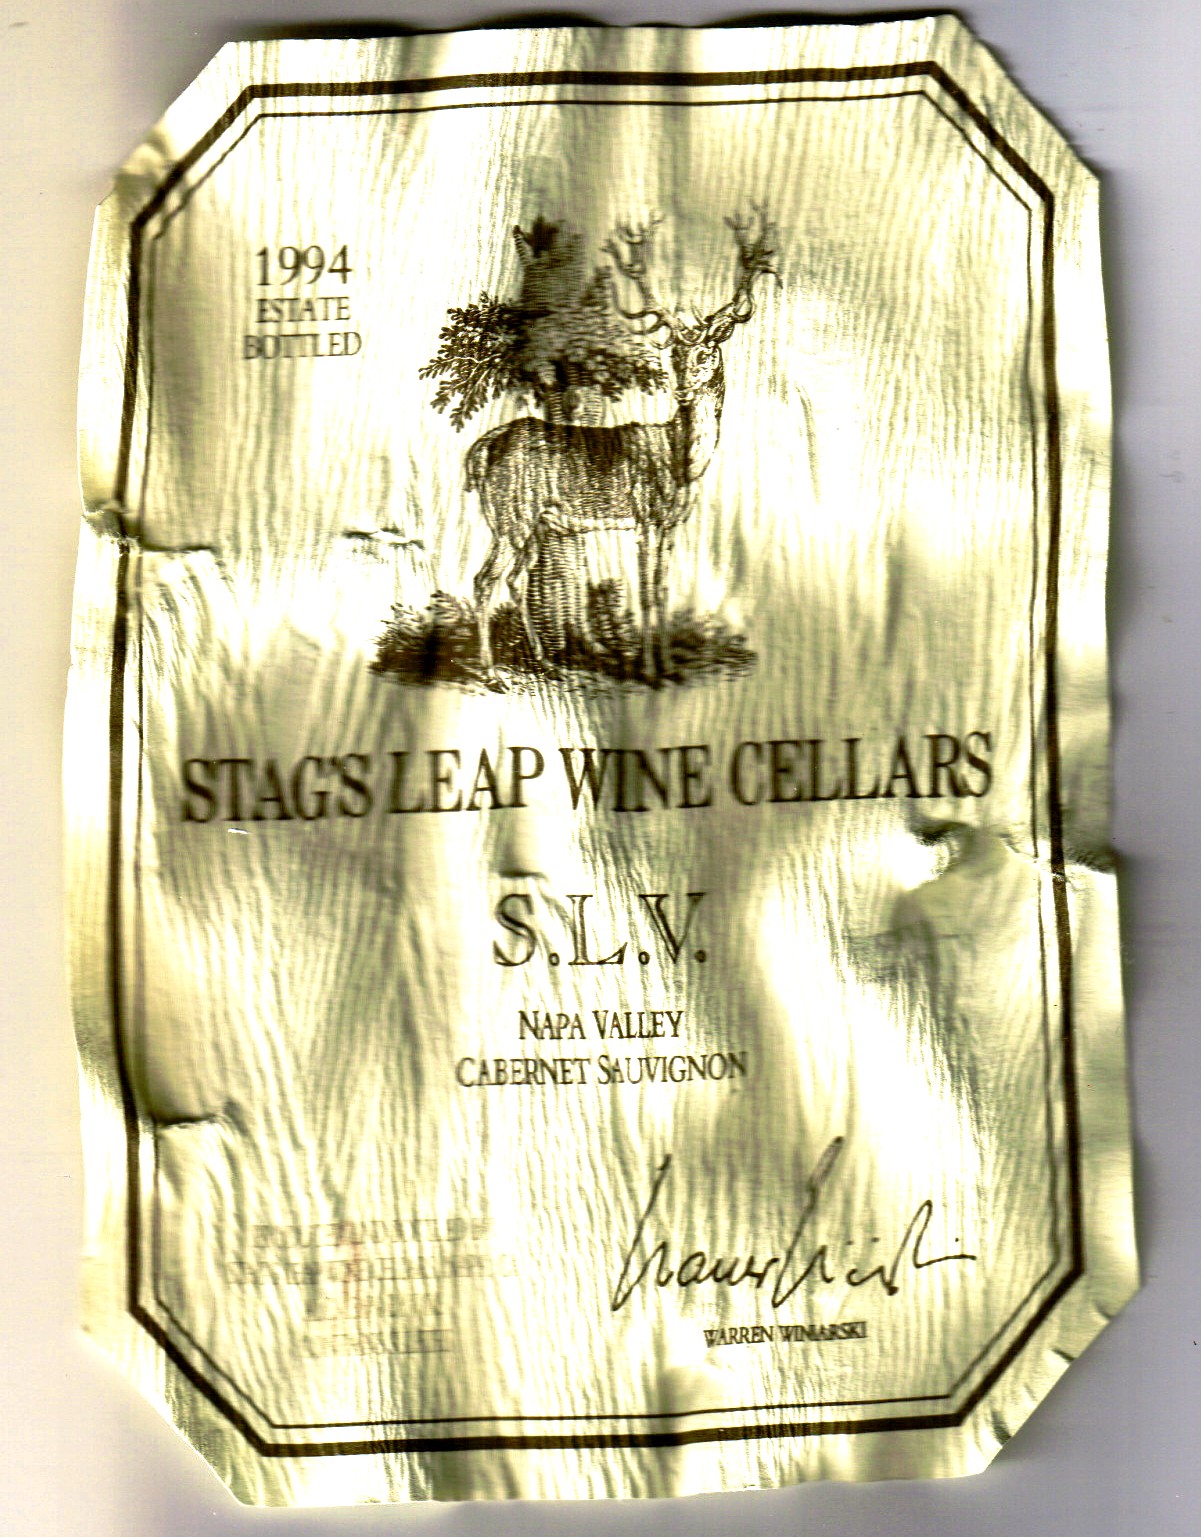 1994
ESTATE
BOTTLED
STAG'S LEAP WINE CELLARS
S.L.V.
NAPA VALLEY
CABERNET SAUVIGNON
WARREN WINIARSKI